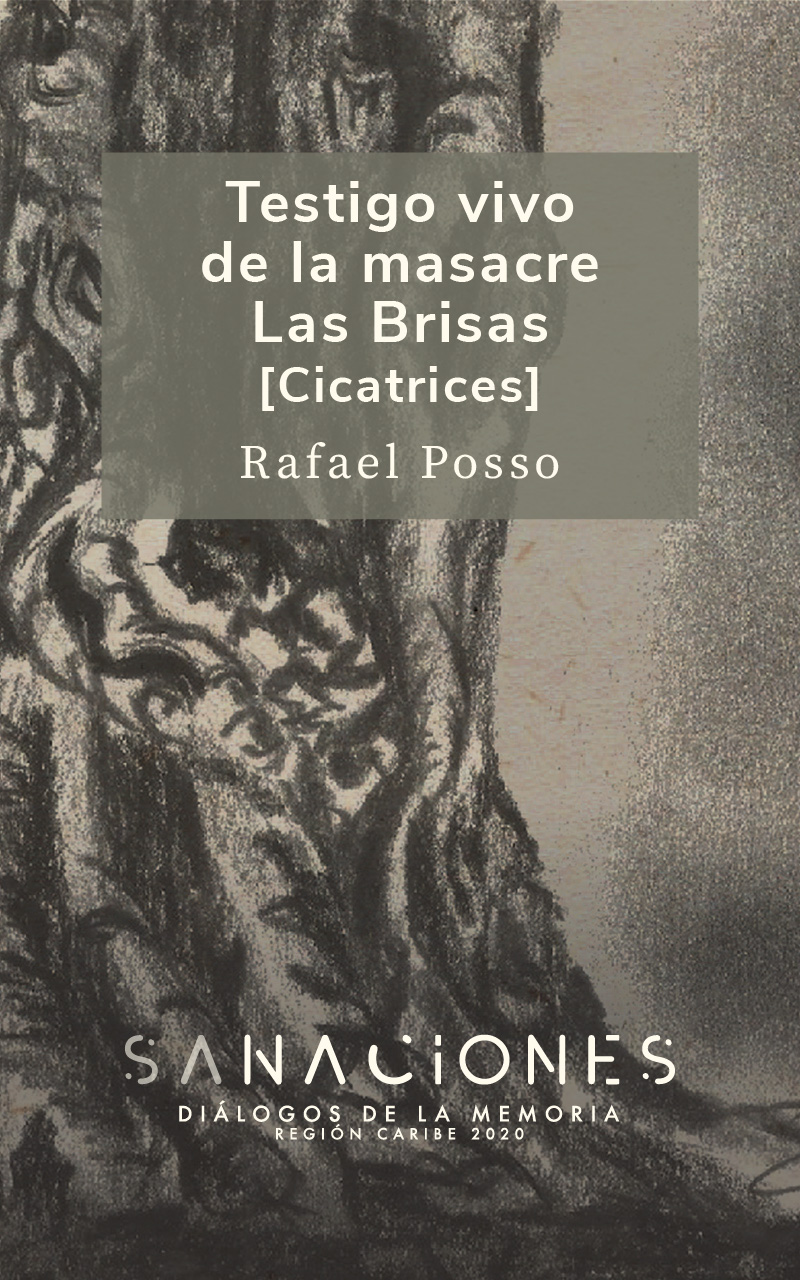 Testigo vivo
de la masacre
Las Brisas
[Cicatrices]
Rafael Posso
SANACiONES
DIÁLOGOS DE LA MEMORIA
REGIÓN CARIBE 2020